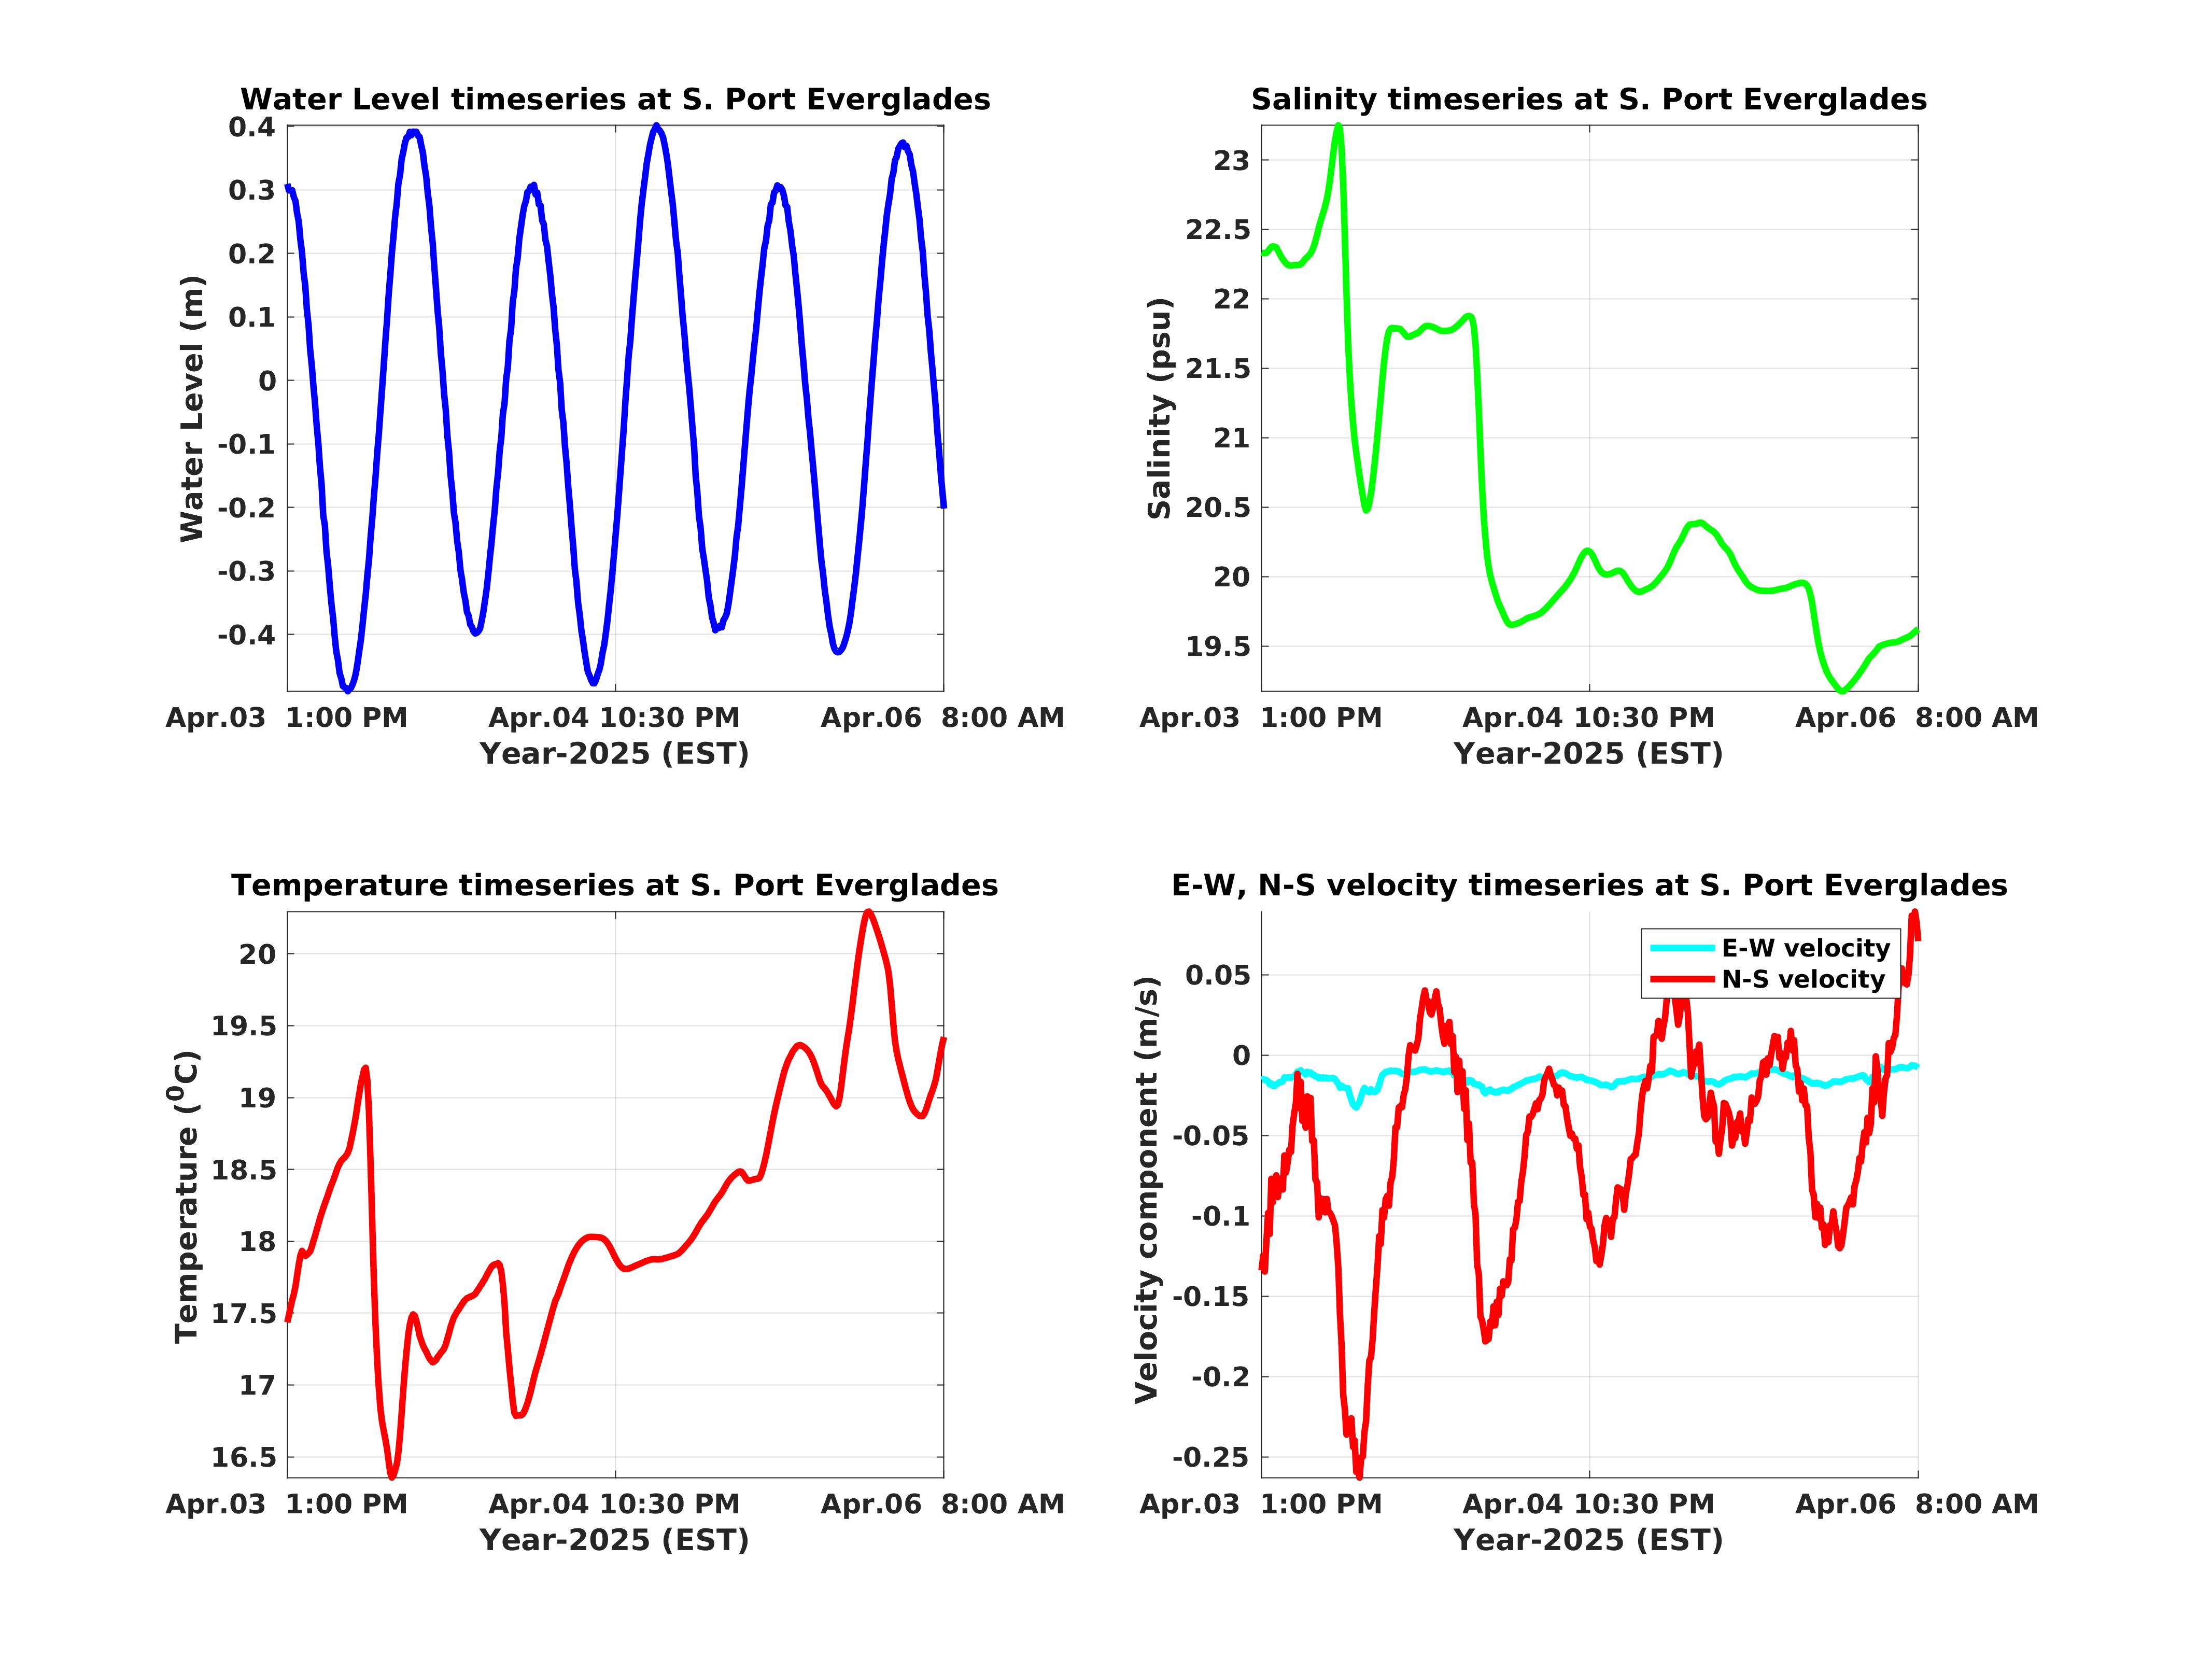 Water Level timeseries at S. Port Everglades
0.4
0.3
0.2
0.1
0
-0.1
-0.2
-0.3
-0.4
Water Level (m)
Apr.03 1:00 PM Apr.04 10:30 PM Apr.06 8:00 AM
Year-2025 (EST)
Salinity timeseries at S. Port Everglades
23
22.5
22
21.5
21
20.5
20
19.5
Salinity (psu)
Apr.03 1:00 PM Apr.04 10:30 PM Apr.06 8:00 AM
Year-2025 (EST)
Temperature timeseries at S. Port Everglades
20
19.5
19
18.5
18
17.5
17
16.5
Temperature (⁰C)
Apr.03 1:00 PM Apr.04 10:30 PM Apr.06 8:00 AM
Year-2025 (EST)
E-W, N-S velocity timeseries at S. Port Everglades
E-W velocity
N-S velocity
0.05
0
-0.05
-0.1
-0.15
-0.2
-0.25
Velocity component (m/s)
Apr.03 1:00 PM Apr.04 10:30 PM Apr.06 8:00 AM
Year-2025 (EST)